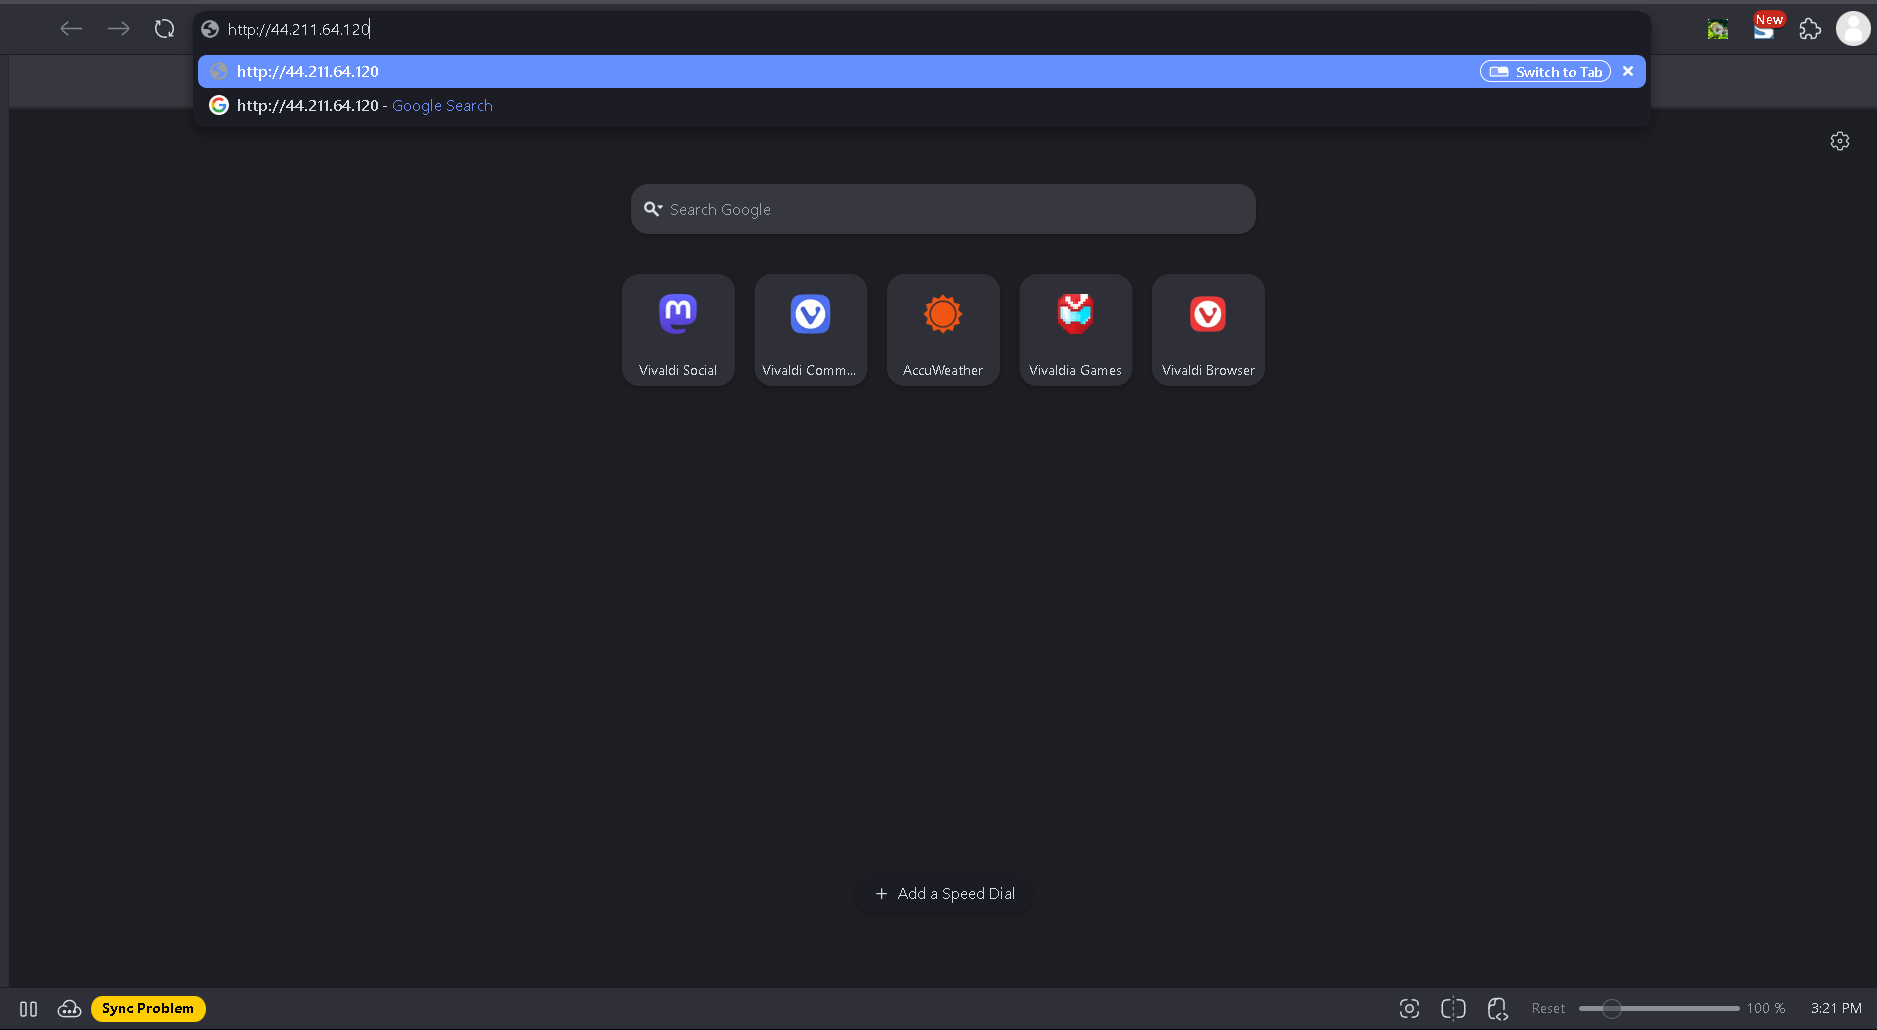 http://44.211.64.120
New
http://44.211.64.120
Switch to Tab
http://44.211.64.120 - Google Search
Search Google
Vivaldi Social
Vivaldi Comm...
AccuWeather
Vivaldia Games
Vivaldi Browser
+ Add a Speed Dial
Sync Problem
Reset
100 %
3:21 PM